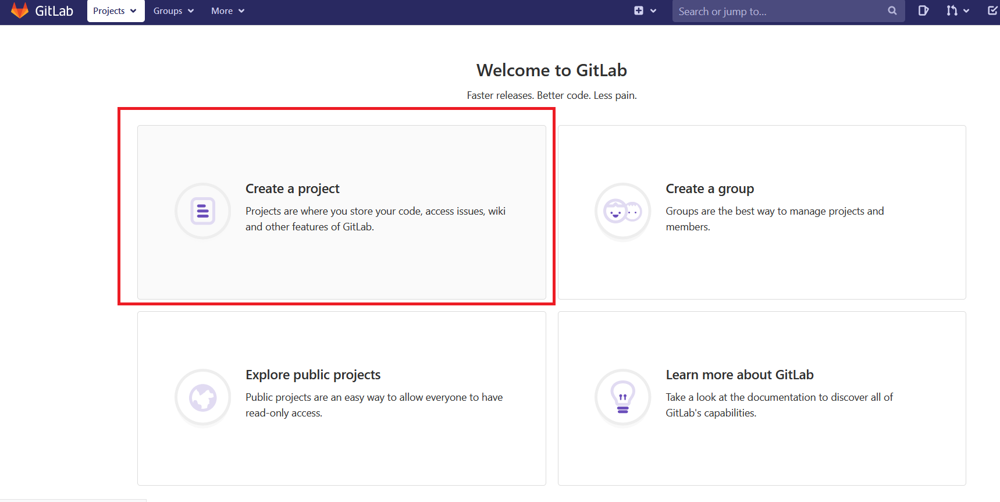 GitLab Projects Groups More Search or jump to...
Welcome to GitLab
Faster releases. Better code. Less pain.
Create a project
Projects are where you store your code, access issues, wiki
and other features of GitLab.
Create a group
Groups are the best way to manage projects and
members.
Explore public projects
Public projects are an easy way to allow everyone to have
read-only access.
Learn more about GitLab
Take a look at the documentation to discover all of
GitLab's capabilities.